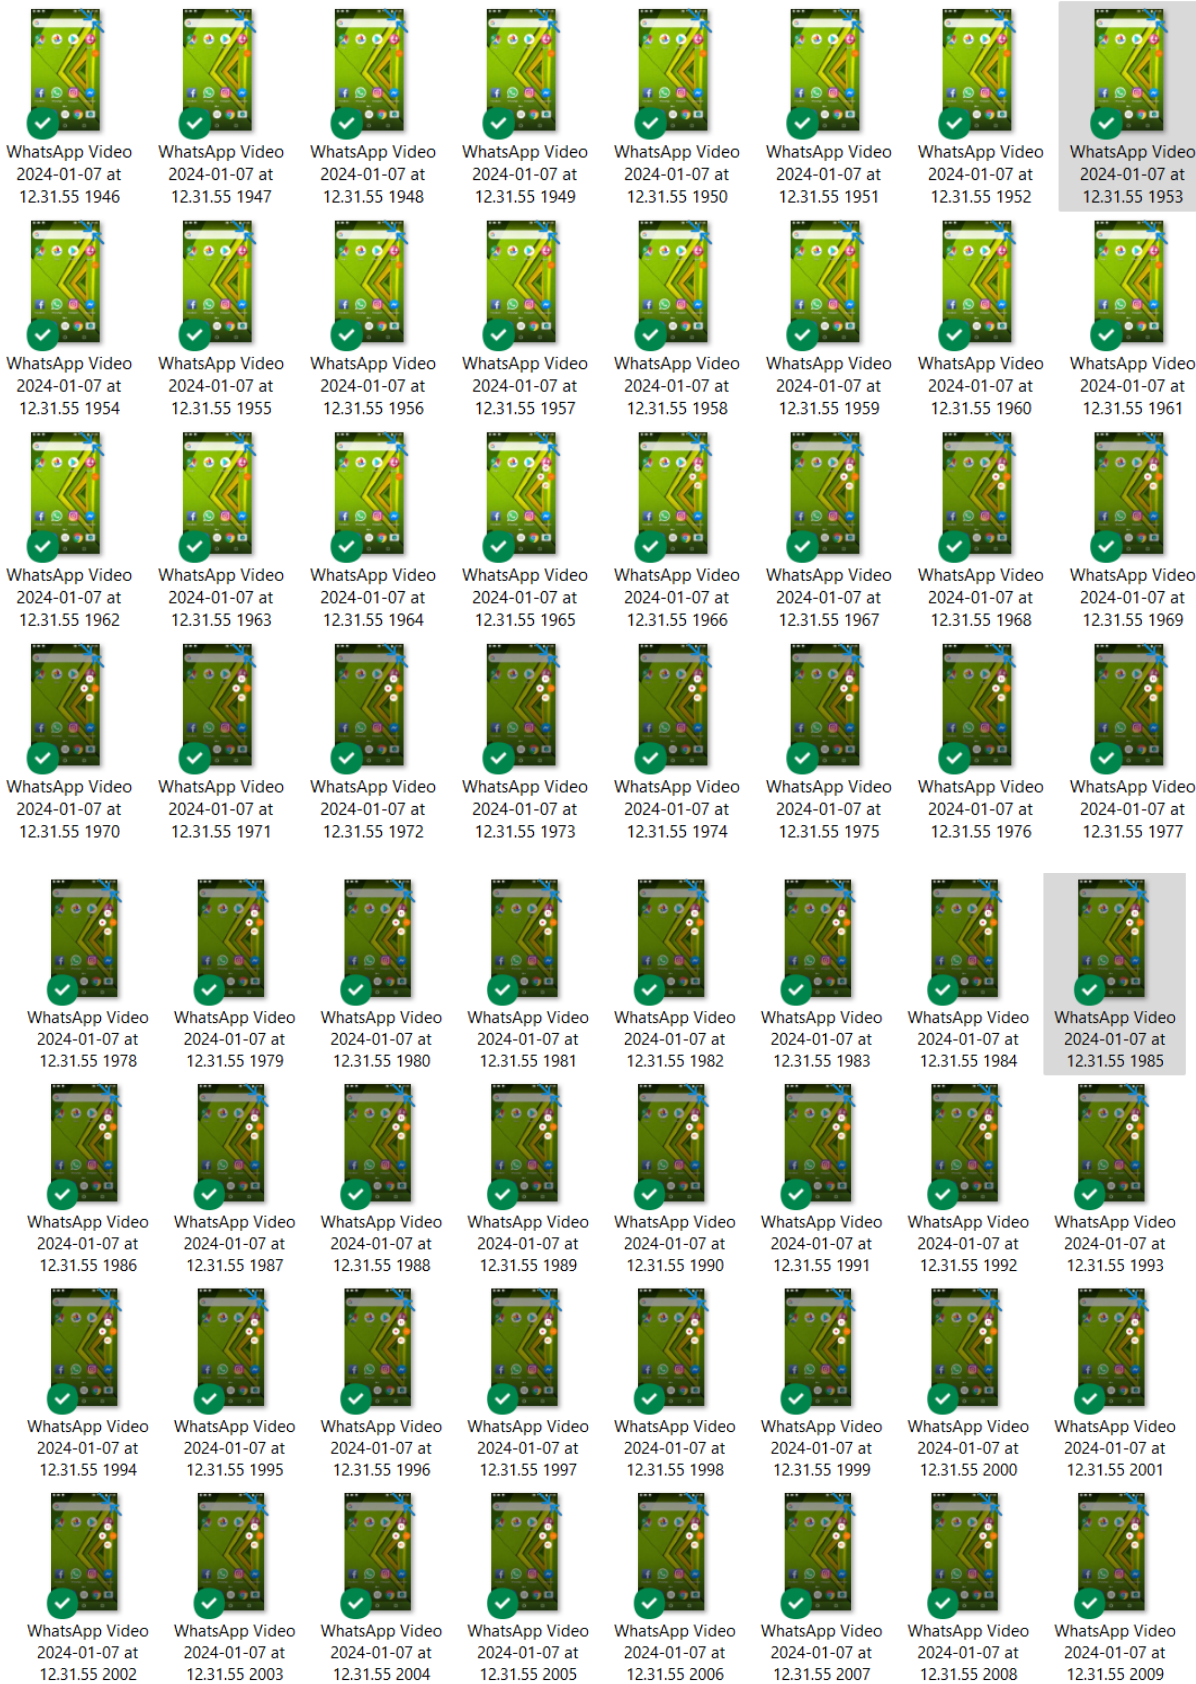 WhatsApp Video WhatsApp Video WhatsApp Video WhatsApp Video WhatsApp Video WhatsApp Video WhatsApp Video WhatsApp Video
2024-01-07 at 2024-01-07 at 2024-01-07 at 2024-01-07 at 2024-01-07 at 2024-01-07 at 2024-01-07 at 2024-01-07 at
12.31.55 1946 12.31.55 1947 12.31.55 1948 12.31.55 1949 12.31.55 1950 12.31.55 1951 12.31.55 1952 12.31.55 1953
WhatsApp Video WhatsApp Video WhatsApp Video WhatsApp Video WhatsApp Video WhatsApp Video WhatsApp Video WhatsApp Video
2024-01-07 at 2024-01-07 at 2024-01-07 at 2024-01-07 at 2024-01-07 at 2024-01-07 at 2024-01-07 at 2024-01-07 at
12.31.55 1954 12.31.55 1955 12.31.55 1956 12.31.55 1957 12.31.55 1958 12.31.55 1959 12.31.55 1960 12.31.55 1961
WhatsApp Video WhatsApp Video WhatsApp Video WhatsApp Video WhatsApp Video WhatsApp Video WhatsApp Video WhatsApp Video
2024-01-07 at 2024-01-07 at 2024-01-07 at 2024-01-07 at 2024-01-07 at 2024-01-07 at 2024-01-07 at 2024-01-07 at
12.31.55 1962 12.31.55 1963 12.31.55 1964 12.31.55 1965 12.31.55 1966 12.31.55 1967 12.31.55 1968 12.31.55 1969
WhatsApp Video WhatsApp Video WhatsApp Video WhatsApp Video WhatsApp Video WhatsApp Video WhatsApp Video WhatsApp Video
2024-01-07 at 2024-01-07 at 2024-01-07 at 2024-01-07 at 2024-01-07 at 2024-01-07 at 2024-01-07 at 2024-01-07 at
12.31.55 1970 12.31.55 1971 12.31.55 1972 12.31.55 1973 12.31.55 1974 12.31.55 1975 12.31.55 1976 12.31.55 1977
WhatsApp Video WhatsApp Video WhatsApp Video WhatsApp Video WhatsApp Video WhatsApp Video WhatsApp Video WhatsApp Video
2024-01-07 at 2024-01-07 at 2024-01-07 at 2024-01-07 at 2024-01-07 at 2024-01-07 at 2024-01-07 at 2024-01-07 at
12.31.55 1978 12.31.55 1979 12.31.55 1980 12.31.55 1981 12.31.55 1982 12.31.55 1983 12.31.55 1984 12.31.55 1985
WhatsApp Video WhatsApp Video WhatsApp Video WhatsApp Video WhatsApp Video WhatsApp Video WhatsApp Video WhatsApp Video
2024-01-07 at 2024-01-07 at 2024-01-07 at 2024-01-07 at 2024-01-07 at 2024-01-07 at 2024-01-07 at 2024-01-07 at
12.31.55 1986 12.31.55 1987 12.31.55 1988 12.31.55 1989 12.31.55 1990 12.31.55 1991 12.31.55 1992 12.31.55 1993
WhatsApp Video WhatsApp Video WhatsApp Video WhatsApp Video WhatsApp Video WhatsApp Video WhatsApp Video WhatsApp Video
2024-01-07 at 2024-01-07 at 2024-01-07 at 2024-01-07 at 2024-01-07 at 2024-01-07 at 2024-01-07 at 2024-01-07 at
12.31.55 1994 12.31.55 1995 12.31.55 1996 12.31.55 1997 12.31.55 1998 12.31.55 1999 12.31.55 2000 12.31.55 2001
WhatsApp Video WhatsApp Video WhatsApp Video WhatsApp Video WhatsApp Video WhatsApp Video WhatsApp Video WhatsApp Video
2024-01-07 at 2024-01-07 at 2024-01-07 at 2024-01-07 at 2024-01-07 at 2024-01-07 at 2024-01-07 at 2024-01-07 at
12.31.55 2002 12.31.55 2003 12.31.55 2004 12.31.55 2005 12.31.55 2006 12.31.55 2007 12.31.55 2008 12.31.55 2009